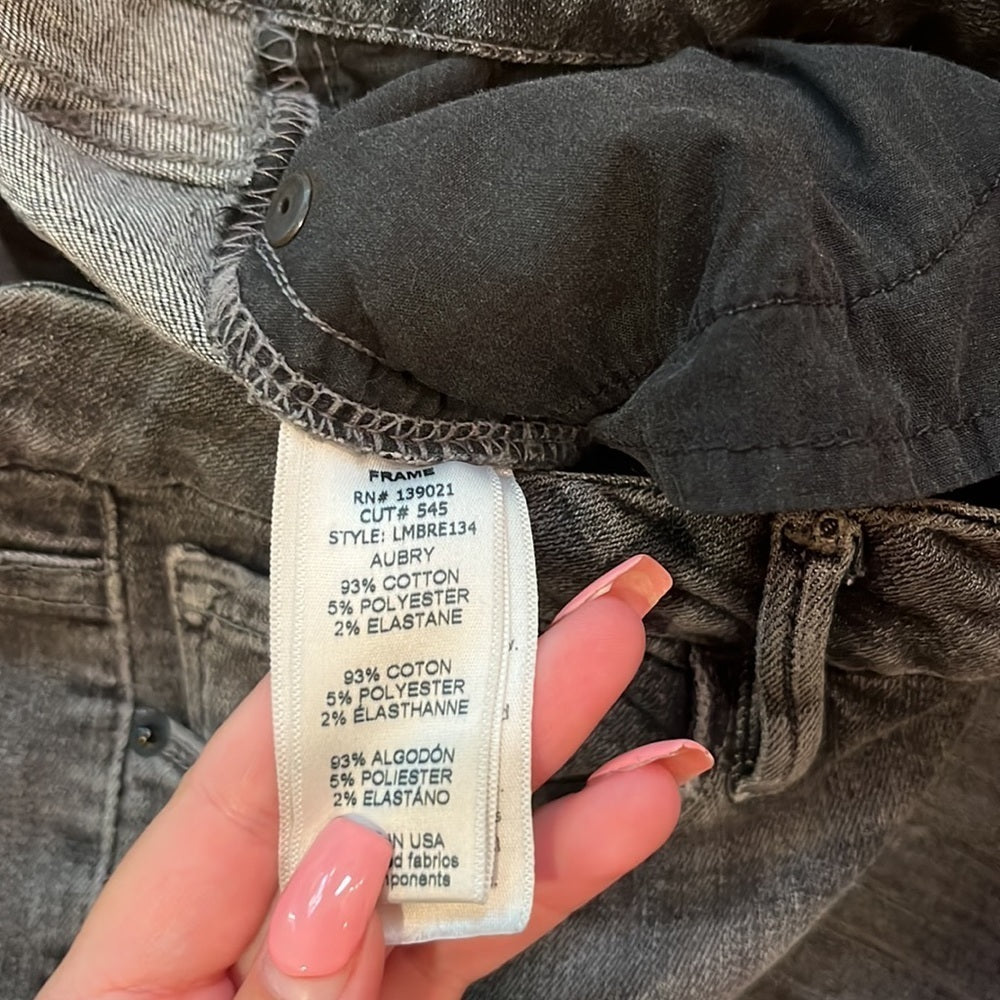 FRAME
RN# 139021
CUT# 545
STYLE: LMBRE134
AUBRY
93% COTTON
5% POLYESTER
2% ELASTANE
93% COTON
5% POLYESTER
2% ÉLASTHANNE
93% ALGODÓN
5% POLIESTER
2% ELASTÁNO
IN USA
fabrics